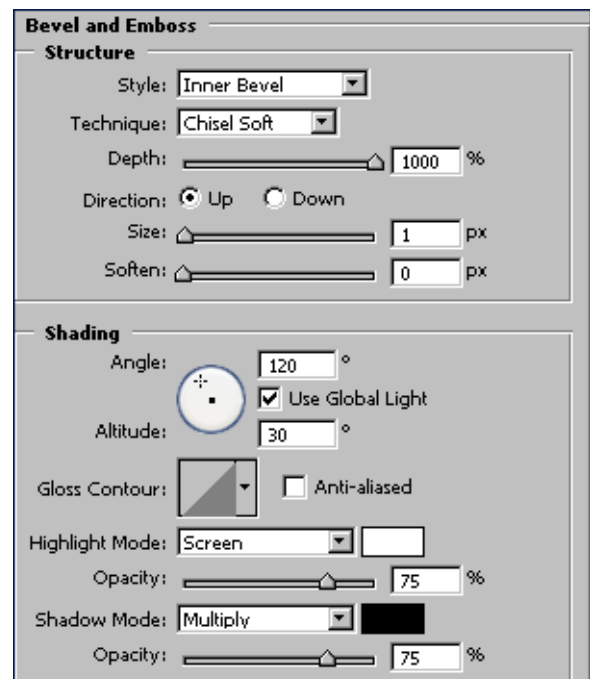 Bevel and Emboss
Structure
Style: Inner Bevel
Technique: Chisel Soft
Depth: 1000 %
Direction: Up Down
Size: 1 px
Soften: 0 px
Shading
Angle: 120 °
Use Global Light
Altitude: 30 °
Gloss Contour: Anti-aliased
Highlight Mode: Screen
Opacity: 75 %
Shadow Mode: Multiply
Opacity: 75 %